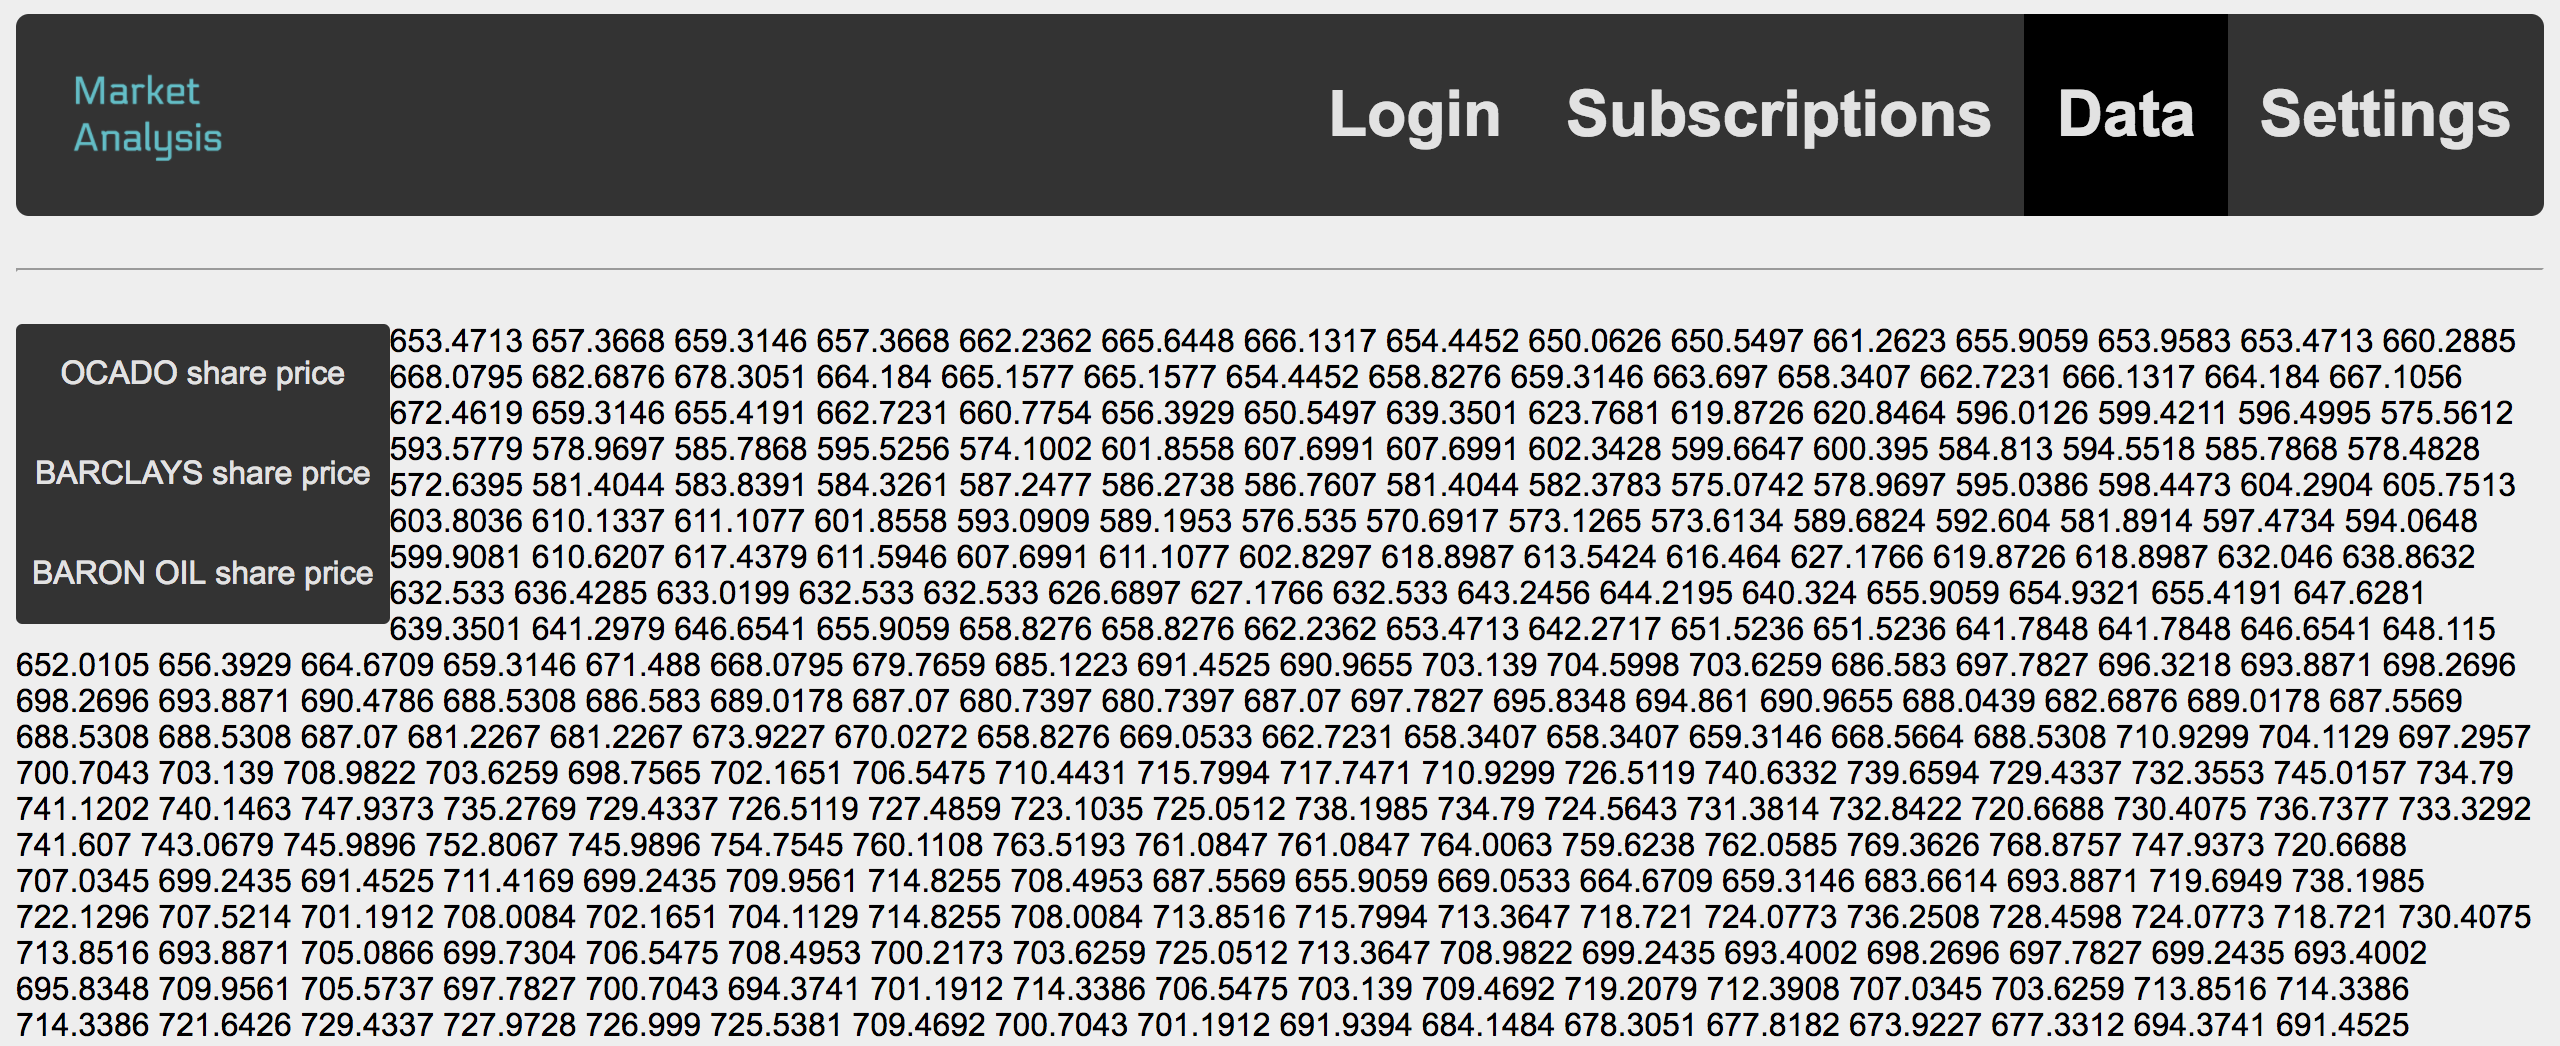 Market
Analysis
Login Subscriptions Data Settings
OCADO share price
BARCLAYS share price
BARON OIL share price
653.4713 657.3668 659.3146 657.3668 662.2362 665.6448 666.1317 654.4452 650.0626 650.5497 661.2623 655.9059 653.9583 653.4713 660.2885
668.0795 682.6876 678.3051 664.184 665.1577 665.1577 654.4452 658.8276 659.3146 663.697 658.3407 662.7231 666.1317 664.184 667.1056
672.4619 659.3146 655.4191 662.7231 660.7754 656.3929 650.5497 639.3501 623.7681 619.8726 620.8464 596.0126 599.4211 596.4995 575.5612
593.5779 578.9697 585.7868 595.5256 574.1002 601.8558 607.6991 607.6991 602.3428 599.6647 600.395 584.813 594.5518 585.7868 578.4828
572.6395 581.4044 583.8391 584.3261 587.2477 586.2738 586.7607 581.4044 582.3783 575.0742 578.9697 595.0386 598.4473 604.2904 605.7513
603.8036 610.1337 611.1077 601.8558 593.0909 589.1953 576.535 570.6917 573.1265 573.6134 589.6824 592.604 581.8914 597.4734 594.0648
599.9081 610.6207 617.4379 611.5946 607.6991 611.1077 602.8297 618.8987 613.5424 616.464 627.1766 619.8726 618.8987 632.046 638.8632
632.533 636.4285 633.0199 632.533 632.533 626.6897 627.1766 632.533 643.2456 644.2195 640.324 655.9059 654.9321 655.4191 647.6281
639.3501 641.2979 646.6541 655.9059 658.8276 658.8276 662.2362 653.4713 642.2717 651.5236 651.5236 641.7848 641.7848 646.6541 648.115
652.0105 656.3929 664.6709 659.3146 671.488 668.0795 679.7659 685.1223 691.4525 690.9655 703.139 704.5998 703.6259 686.583 697.7827 696.3218 693.8871 698.2696
698.2696 693.8871 690.4786 688.5308 686.583 689.0178 687.07 680.7397 680.7397 687.07 697.7827 695.8348 694.861 690.9655 688.0439 682.6876 689.0178 687.5569
688.5308 688.5308 687.07 681.2267 681.2267 673.9227 670.0272 658.8276 669.0533 662.7231 658.3407 658.3407 659.3146 668.5664 688.5308 710.9299 704.1129 697.2957
700.7043 703.139 708.9822 703.6259 698.7565 702.1651 706.5475 710.4431 715.7994 717.7471 710.9299 726.5119 740.6332 739.6594 729.4337 732.3553 745.0157 734.79
741.1202 740.1463 747.9373 735.2769 729.4337 726.5119 727.4859 723.1035 725.0512 738.1985 734.79 724.5643 731.3814 732.8422 720.6688 730.4075 736.7377 733.3292
741.607 743.0679 745.9896 752.8067 745.9896 754.7545 760.1108 763.5193 761.0847 761.0847 764.0063 759.6238 762.0585 769.3626 768.8757 747.9373 720.6688
707.0345 699.2435 691.4525 711.4169 699.2435 709.9561 714.8255 708.4953 687.5569 655.9059 669.0533 664.6709 659.3146 683.6614 693.8871 719.6949 738.1985
722.1296 707.5214 701.1912 708.0084 702.1651 704.1129 714.8255 708.0084 713.8516 715.7994 713.3647 718.721 724.0773 736.2508 728.4598 724.0773 718.721 730.4075
713.8516 693.8871 705.0866 699.7304 706.5475 708.4953 700.2173 703.6259 725.0512 713.3647 708.9822 699.2435 693.4002 698.2696 697.7827 699.2435 693.4002
695.8348 709.9561 705.5737 697.7827 700.7043 694.3741 701.1912 714.3386 706.5475 703.139 709.4692 719.2079 712.3908 707.0345 703.6259 713.8516 714.3386
714.3386 721.6426 729.4337 727.9728 726.999 725.5381 709.4692 700.7043 701.1912 691.9394 684.1484 678.3051 677.8182 673.9227 677.3312 694.3741 691.4525